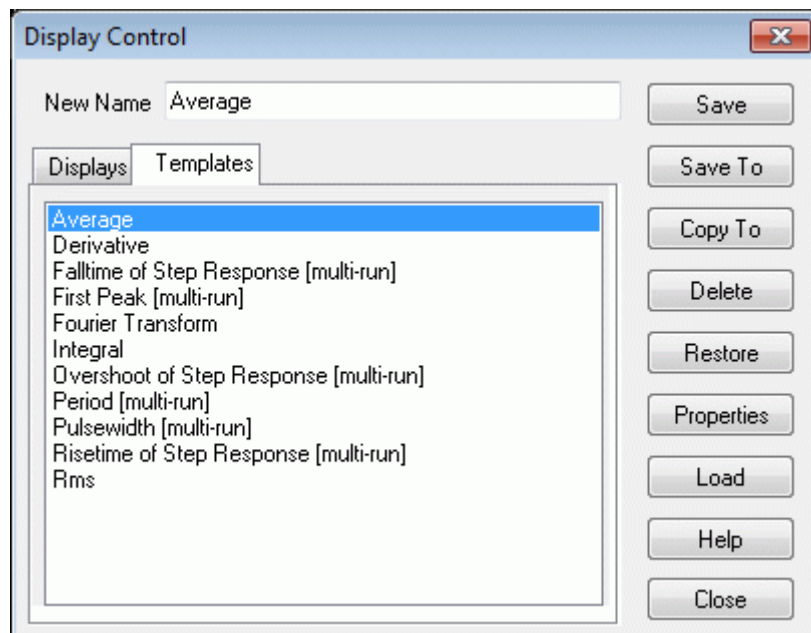 Display Control
New Name Average
Save
Displays Templates
Save To
Average
Derivative
Falltime of Step Response [multi-run]
First Peak [multi-run]
Fourier Transform
Integral
Overshoot of Step Response [multi-run]
Period [multi-run]
Pulsewidth [multi-run]
Risetime of Step Response [multi-run]
Rms
Copy To
Delete
Restore
Properties
Load
Help
Close